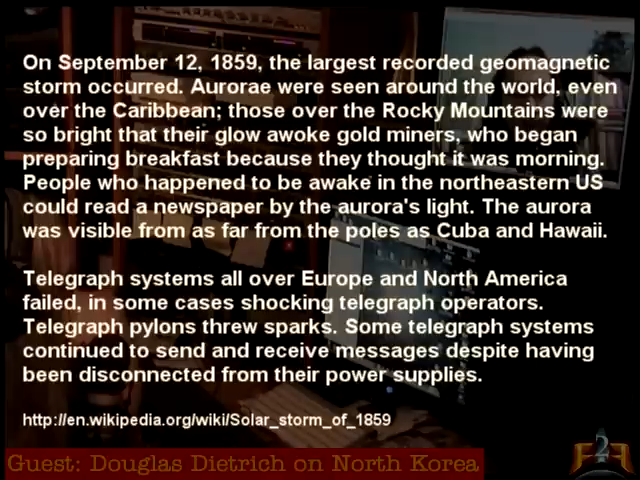 On September 12, 1859, the largest recorded geomagnetic
storm occurred. Aurorae were seen around the world, even
over the Caribbean; those over the Rocky Mountains were
so bright that their glow awoke gold miners, who began
preparing breakfast because they thought it was morning.
People who happened to be awake in the northeastern US
could read a newspaper by the aurora's light. The aurora
was visible from as far from the poles as Cuba and Hawaii.
Telegraph systems all over Europe and North America
failed, in some cases shocking telegraph operators.
Telegraph pylons threw sparks. Some telegraph systems
continued to send and receive messages despite having
been disconnected from their power supplies.
http://en.wikipedia.org/wiki/Solar_storm_of_1859
Guest: Douglas Dietrich on North Korea
F2F